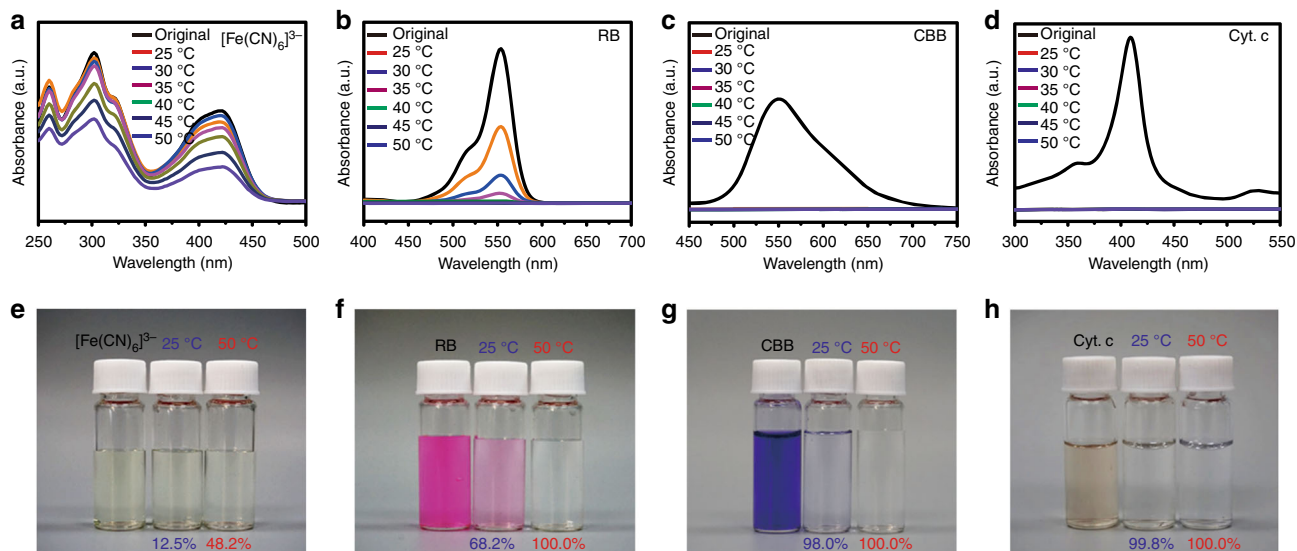 a
Absorbance (a.u.)
Original
25 °C
30 °C
35 °C
40 °C
45 °C
50 °C
[Fe(CN)6]3–
250 300 350 400 450 500
Wavelength (nm)
b
Absorbance (a.u.)
Original
25 °C
30 °C
35 °C
40 °C
45 °C
50 °C
RB
400 450 500 550 600 650 700
Wavelength (nm)
c
Absorbance (a.u.)
Original
25 °C
30 °C
35 °C
40 °C
45 °C
50 °C
CBB
450 500 550 600 650 700 750
Wavelength (nm)
d
Absorbance (a.u.)
Original
25 °C
30 °C
35 °C
40 °C
45 °C
50 °C
Cyt. c
300 350 400 450 500 550
Wavelength (nm)
e
[Fe(CN)6]3– 25 °C 50 °C
12.5% 48.2%
f
RB 25 °C 50 °C
68.2% 100.0%
g
CBB 25 °C 50 °C
98.0% 100.0%
h
Cyt. c 25 °C 50 °C
99.8% 100.0%